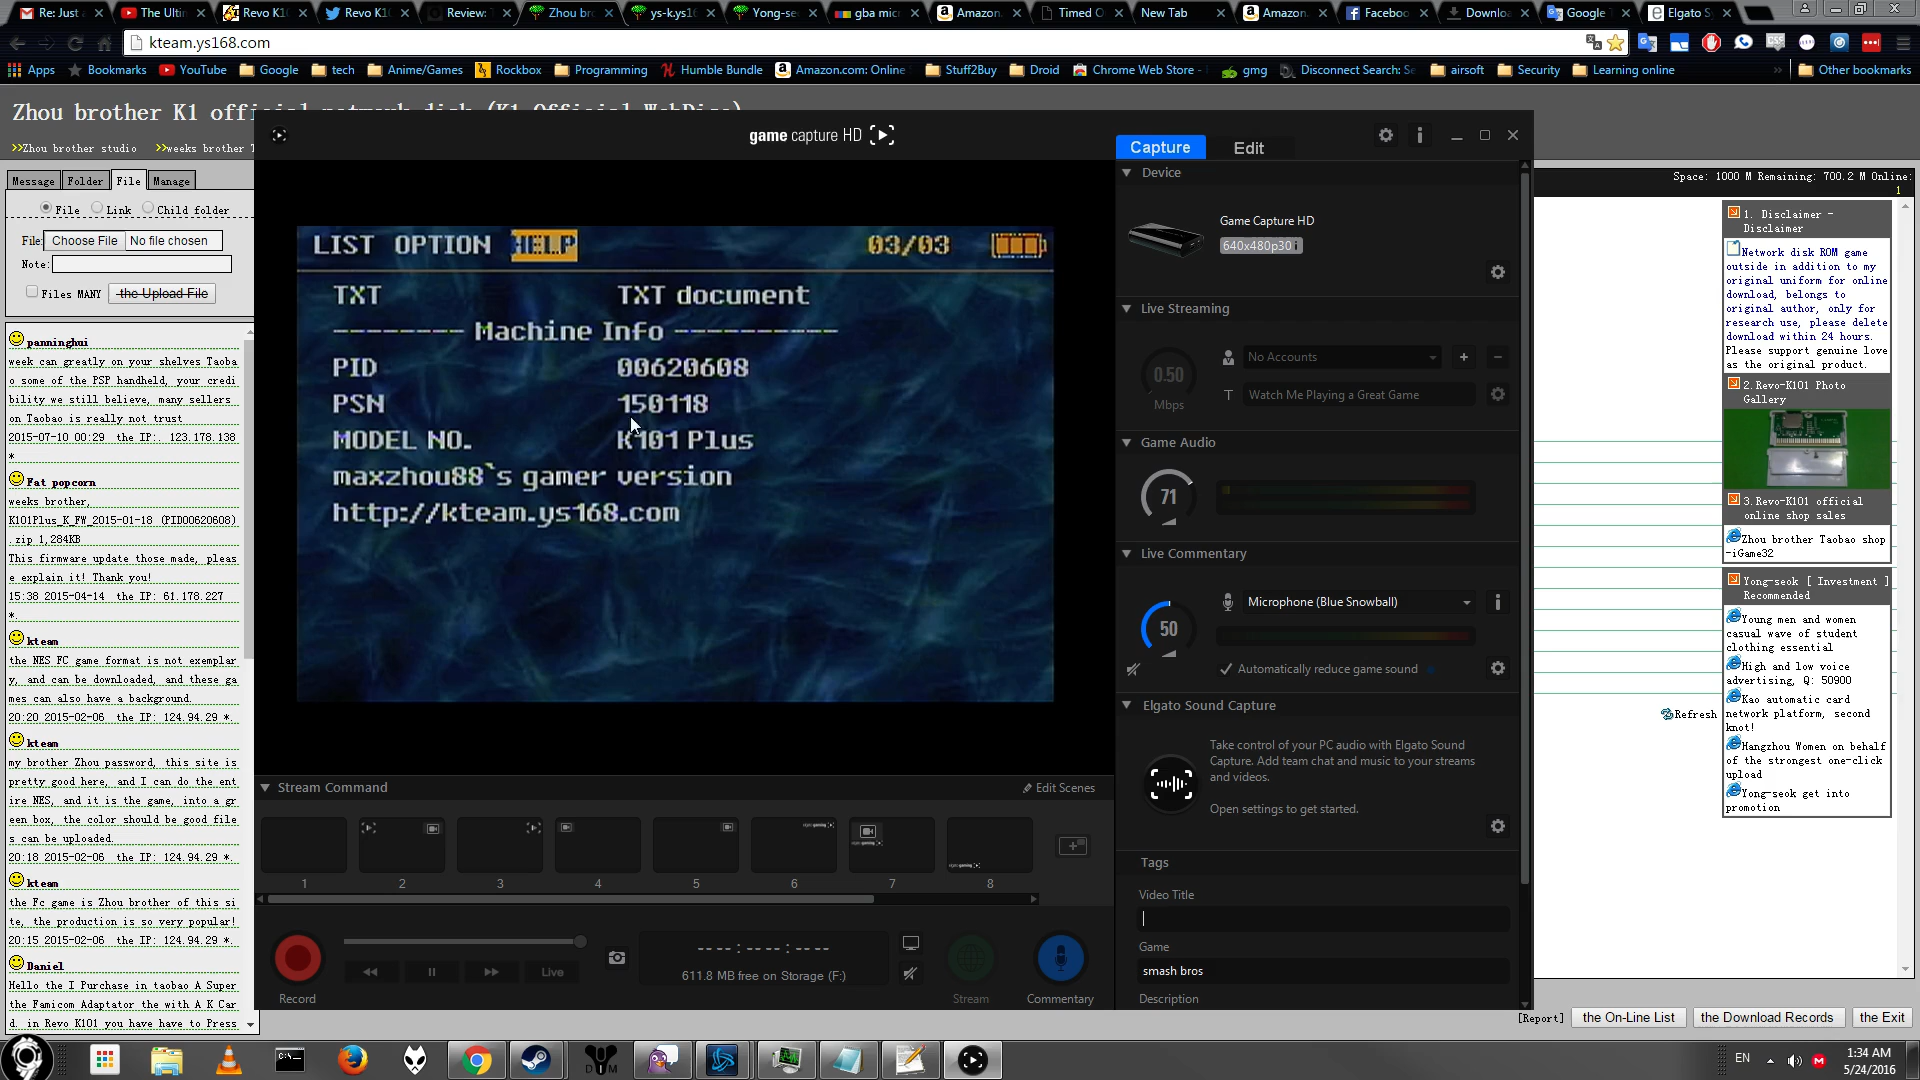 Re: Just a
The Ultir
Revo K1
Revo K1
Review:
Zhou br
ys-k.ys16
Yong-se
gba micr
Amazon.
Timed O
New Tab
Amazon.
Faceboo
Downloa
Google T
Elgato S
kteam.ys168.com
Apps
Bookmarks
YouTube
Google
tech
Anime/Games
Rockbox
Programming
Humble Bundle
Amazon.com: Online
Stuff2Buy
Droid
Chrome Web Store -
gmg
Disconnect Search: Se
airsoft
Security
Learning online
Other bookmarks
Zhou brother K1 official network disk (K1 Official WebDisc)
>>Zhou brother studio >>weeks brother T
Message Folder File Manage
File Link Child folder
File: Choose File No file chosen
Note:
Files MANY the Upload File
panninghui
week can greatly on your shelves Taoba
o some of the PSP handheld, your credi
bility we still believe, many sellers
on Taobao is really not trust
2015-07-10 00:29 the IP:. 123.178.138
*
Fat popcorn
weeks brother,
K101Plus_K_FW_2015-01-18 (PID00620608)
.zip 1,284KB
This firmware update those made, pleas
e explain it! Thank you!
15:38 2015-04-14 the IP: 61.178.227
*.
kteam
the NES FC game format is not exemplar
y, and can be downloaded, and these ga
mes can also have a background.
20:20 2015-02-06 the IP: 124.94.29 *.
kteam
my brother Zhou password, this site is
pretty good here, and I can do the ent
ire NES, and it is the game, into a gr
een box, the color should be good file
s can be uploaded.
20:18 2015-02-06 the IP: 124.94.29 *.
kteam
the Fc game is Zhou brother of this si
te, the production is so very popular!
20:15 2015-02-06 the IP: 124.94.29 *.
Daniel
Hello the I Purchase in taobao A Super
the Famicom Adaptator the with A K Car
d. in Revo K101 you have have to Press
game capture HD
Capture
Edit
LIST OPTION HELP 03/03
TXT TXT document
-------- Machine Info ----------
PID 00620608
PSN 150118
MODEL NO. K101 Plus
maxzhou88`s gamer version
http://kteam.ys168.com
Device
Game Capture HD
640x480p30 i
Live Streaming
0.50
Mbps
No Accounts
+ −
T Watch Me Playing a Great Game
Game Audio
71
Live Commentary
Microphone (Blue Snowball)
50
Automatically reduce game sound
Elgato Sound Capture
Take control of your PC audio with Elgato Sound
Capture. Add team chat and music to your streams
and videos.
Open settings to get started.
Tags
Video Title
Game
smash bros
Description
Stream Command
Edit Scenes
1 2 3 4 5 6 7 8
Live
-- -- : -- -- : -- --
611.8 MB free on Storage (F:)
Record
Stream
Commentary
Space: 1000 M Remaining: 700.2 M Online:
1
1. Disclaimer -
Disclaimer
Network disk ROM game
outside in addition to my
original uniform for online
download, belongs to
original author, only for
research use, please delete
download within 24 hours.
Please support genuine love
as the original product.
2.Revo-K101 Photo
Gallery
3.Revo-K101 official
online shop sales
Zhou brother Taobao shop
-iGame32
Yong-seok [ Investment ]
Recommended
Young men and women
casual wave of student
clothing essential
High and low voice
advertising, Q: 50900
Kao automatic card
network platform, second
knot!
Hangzhou Women on behalf
of the strongest one-click
upload
Yong-seok get into
promotion
Refresh
[Report]
the On-Line List
the Download Records
the Exit
EN
1:34 AM
5/24/2016